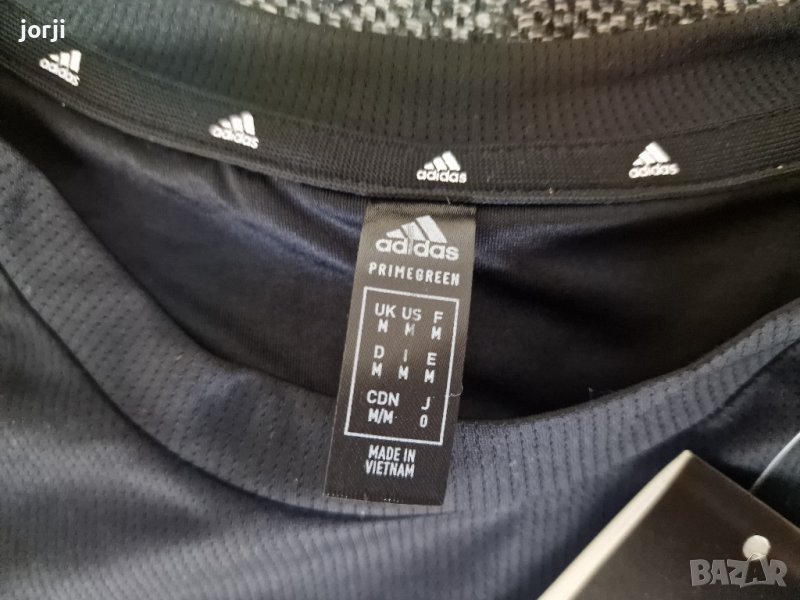 jorji
adidas
adidas
adidas
adidas
adidas
PRIMEGREEN
UK US F
M M M
D I E
M M M
CDN J
M/M O
MADE IN
VIETNAM
BAZAR